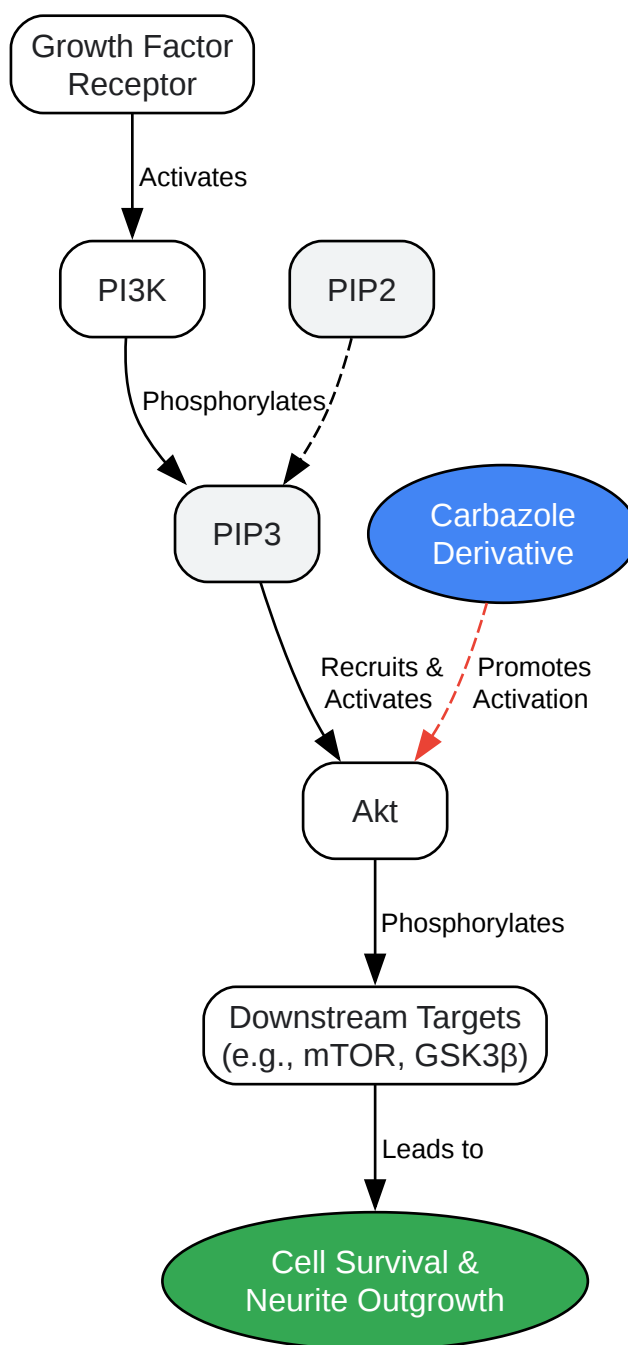 Growth Factor
Receptor
Activates
PI3K
PIP2
Phosphorylates
PIP3
Carbazole
Derivative
Recruits &
Activates
Promotes
Activation
Akt
Phosphorylates
Downstream Targets
(e.g., mTOR, GSK3β)
Leads to
Cell Survival &
Neurite Outgrowth